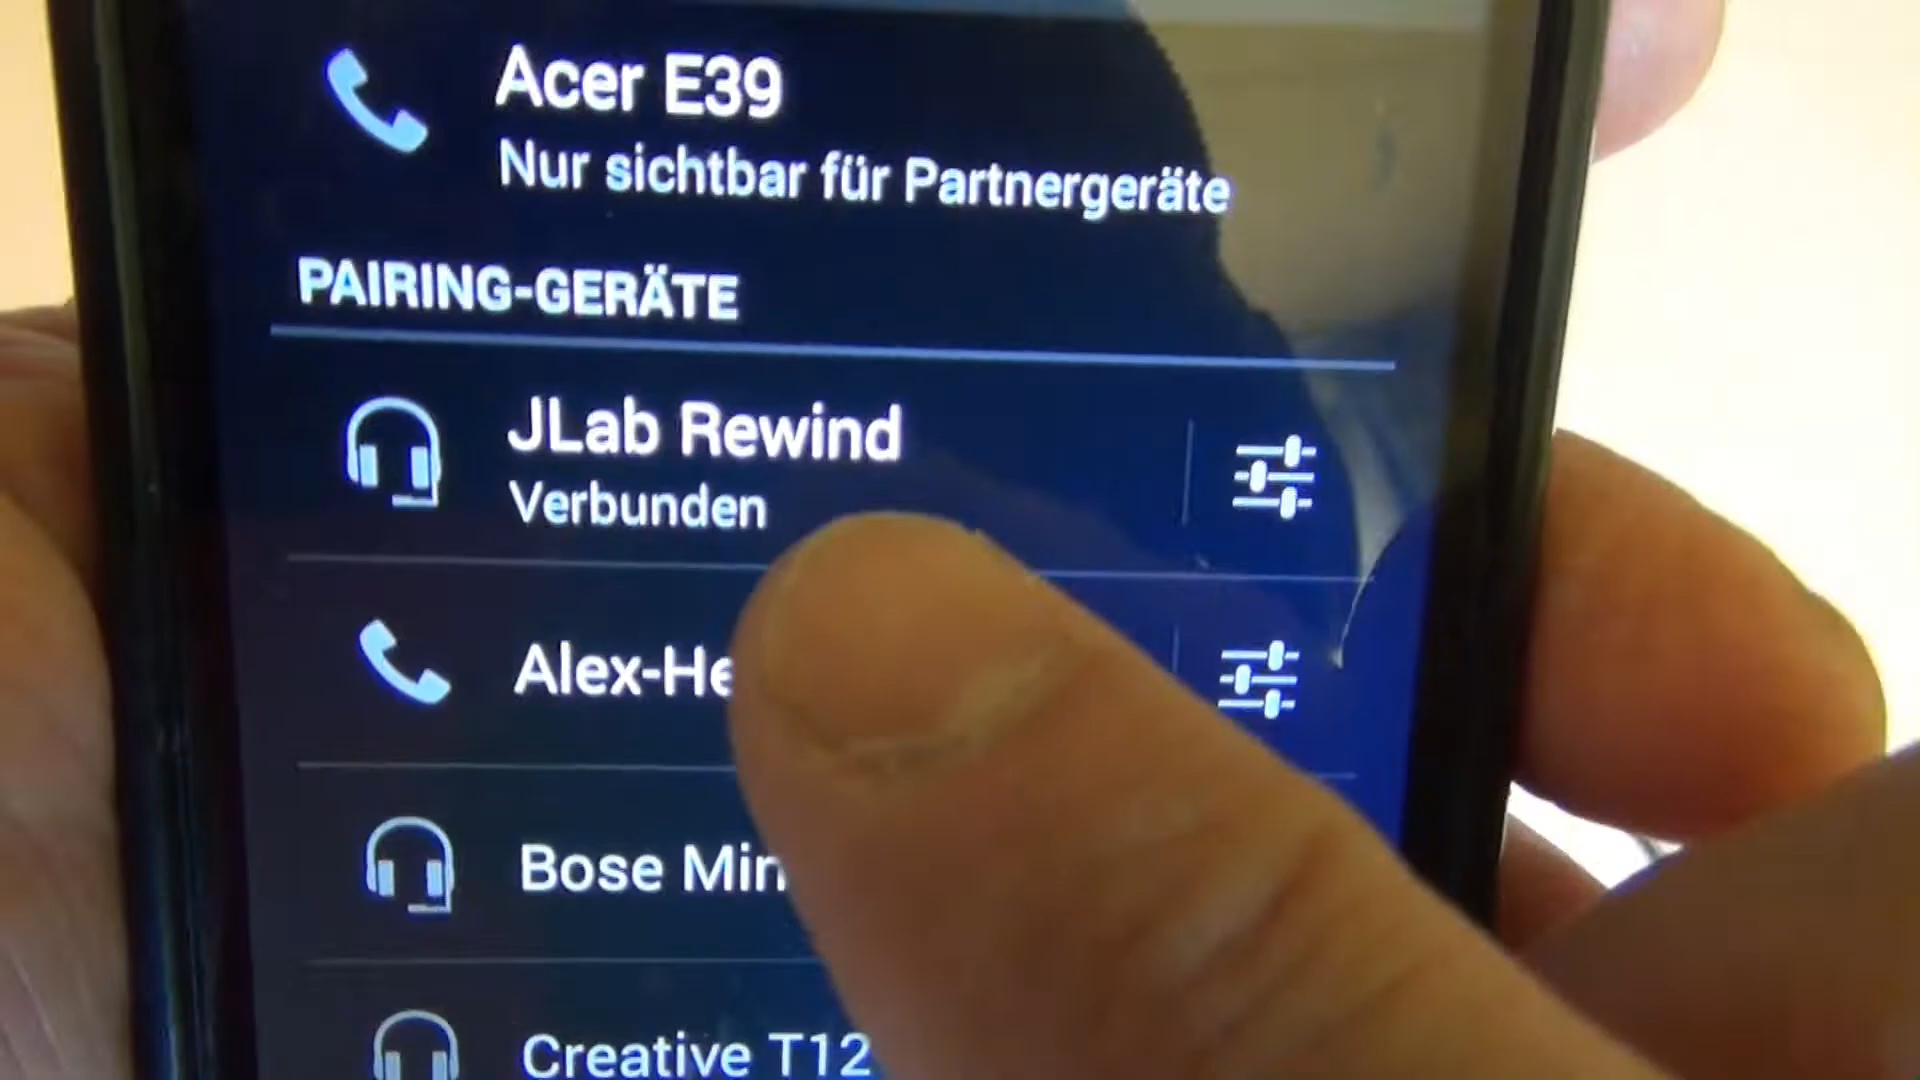 Acer E39
Nur sichtbar für Partnergeräte
PAIRING-GERÄTE
JLab Rewind
Verbunden
Alex-He
Bose Min
Creative T12